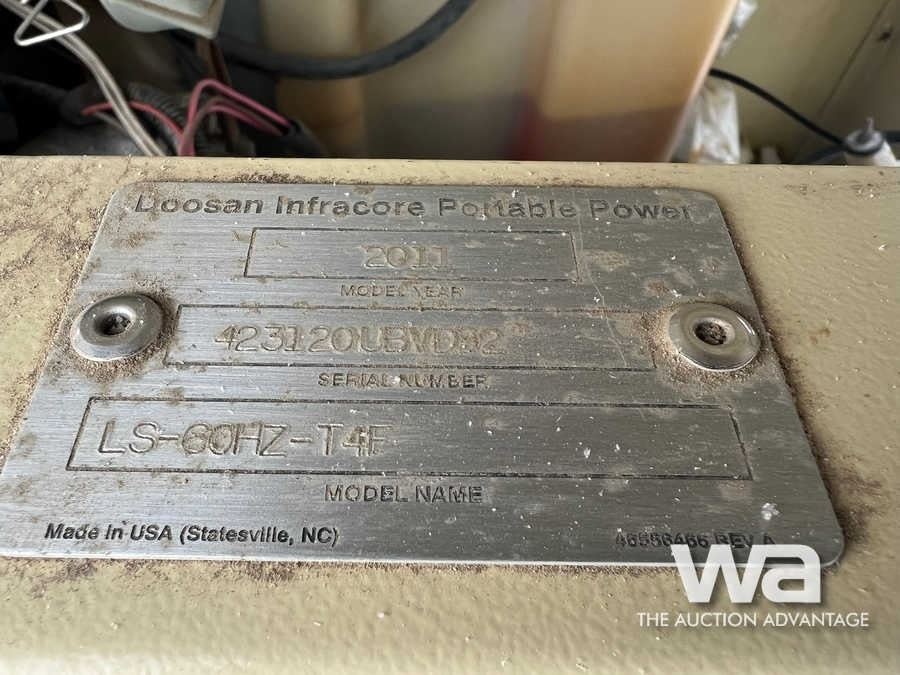 Doosan Infracore Portable Power
2011
MODEL YEAR
423120UBVD32
SERIAL NUMBER
LS-60HZ-T4F
MODEL NAME
Made in USA (Statesville, NC)
46556466 REV A
wa
THE AUCTION ADVANTAGE